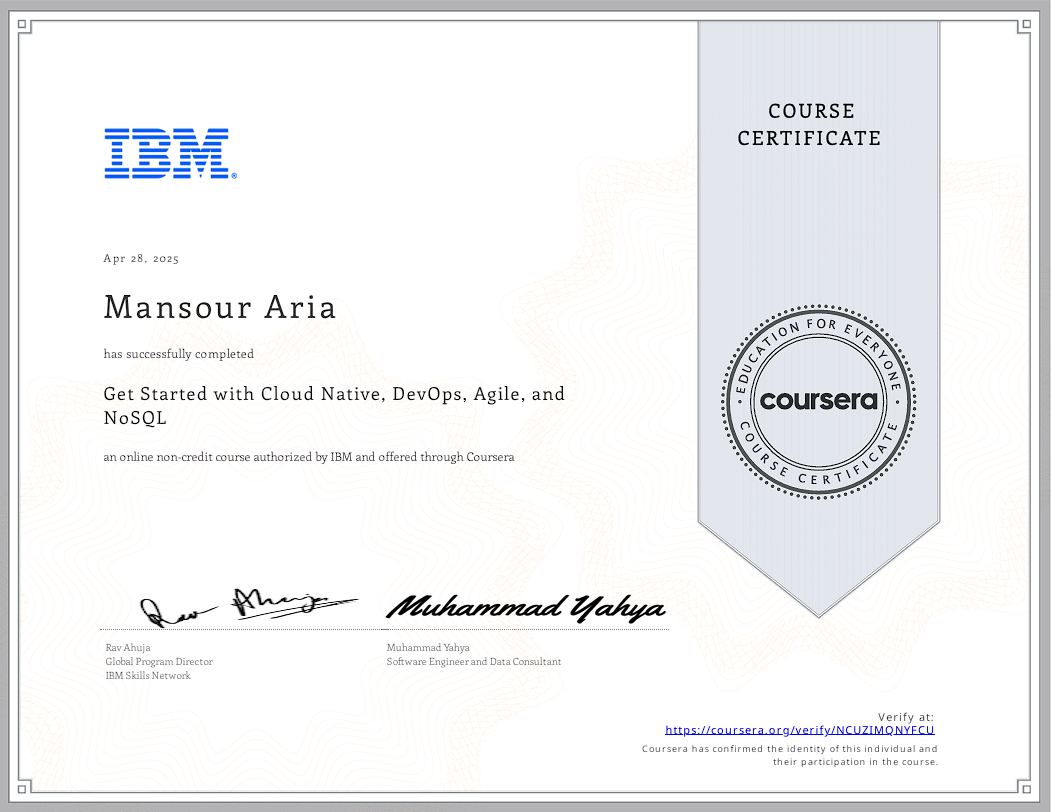 COURSE
CERTIFICATE
IBM®
Apr 28, 2025
Mansour Aria
has successfully completed
Get Started with Cloud Native, DevOps, Agile, and
NoSQL
an online non-credit course authorized by IBM and offered through Coursera
EDUCATION FOR EVERYONE
coursera
COURSE CERTIFICATE
Rav Ahuja
Muhammad Yahya
Rav Ahuja
Global Program Director
IBM Skills Network
Muhammad Yahya
Software Engineer and Data Consultant
Verify at:
https://coursera.org/verify/NCUZIMQNYFCU
Coursera has confirmed the identity of this individual and
their participation in the course.